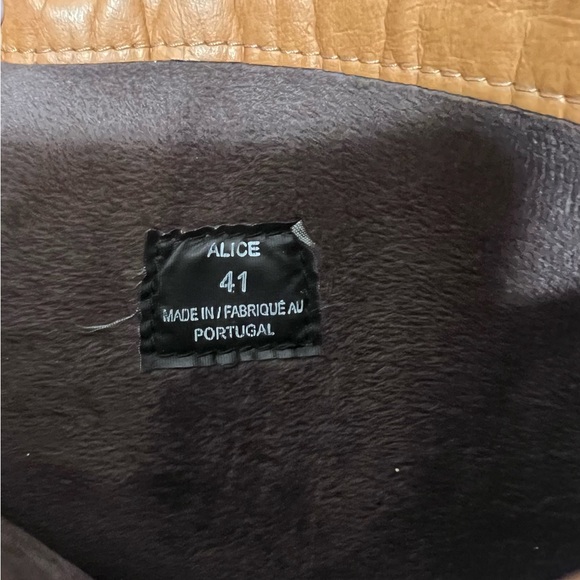 ALICE
41
MADE IN / FABRIQUÉ AU
PORTUGAL